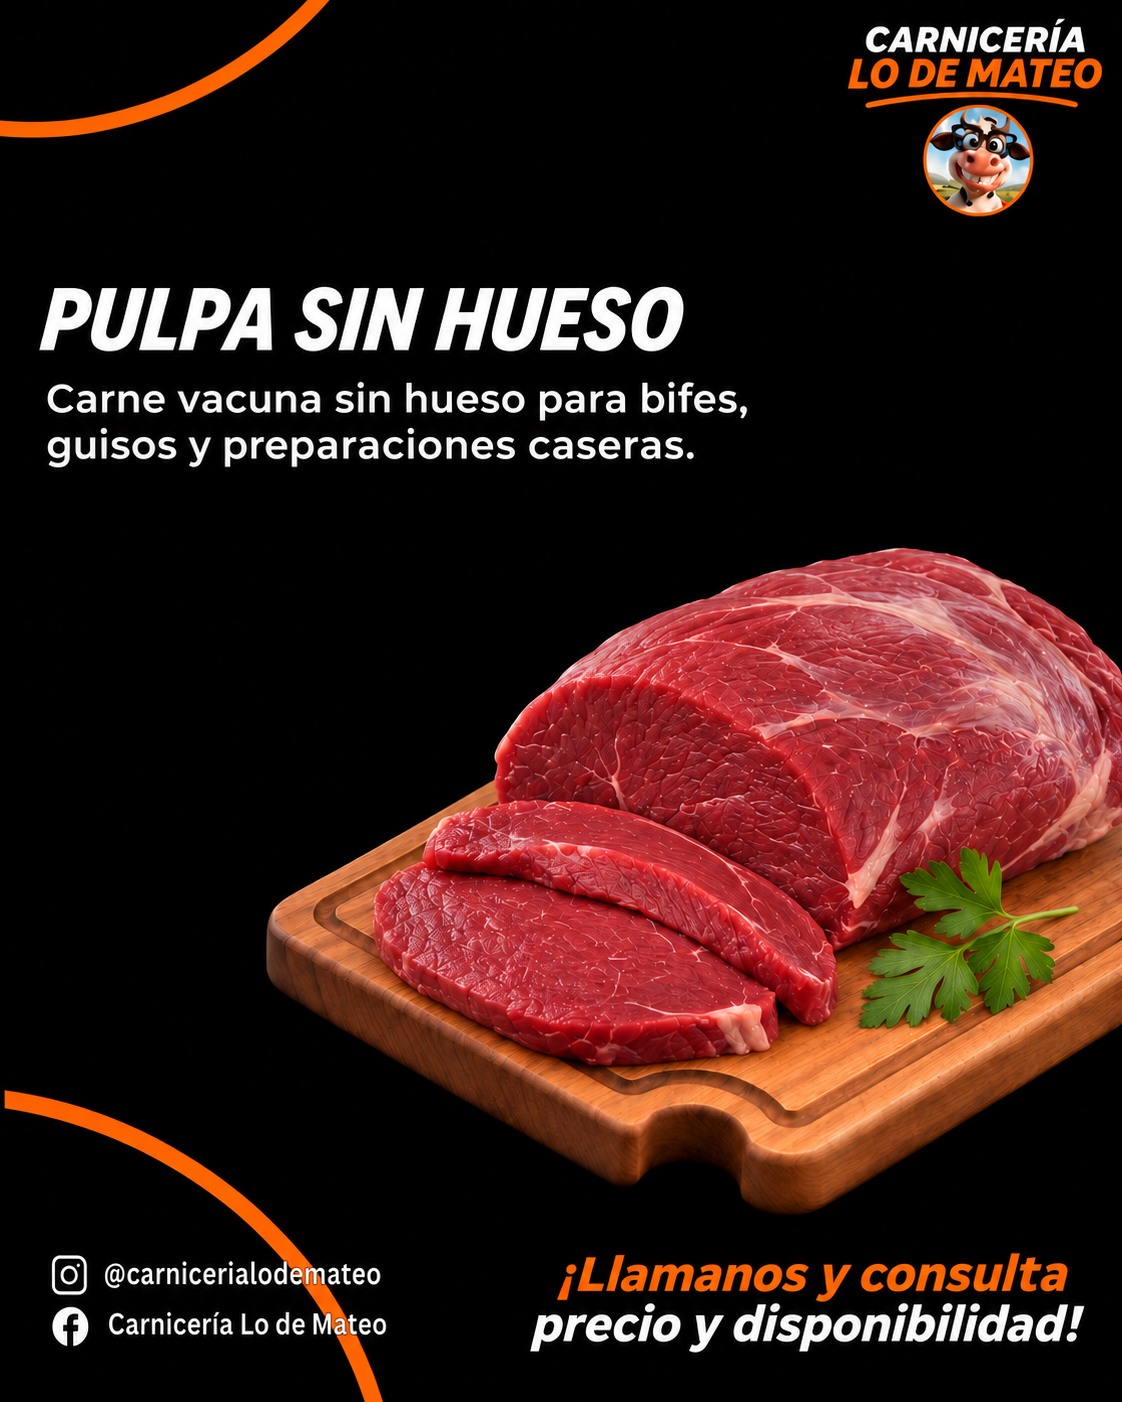 CARNICERÍA
LO DE MATEO
PULPA SIN HUESO
Carne vacuna sin hueso para bifes,
guisos y preparaciones caseras.
@carnicerialodemateo
Carnicería Lo de Mateo
¡Llamanos y consulta
precio y disponibilidad!